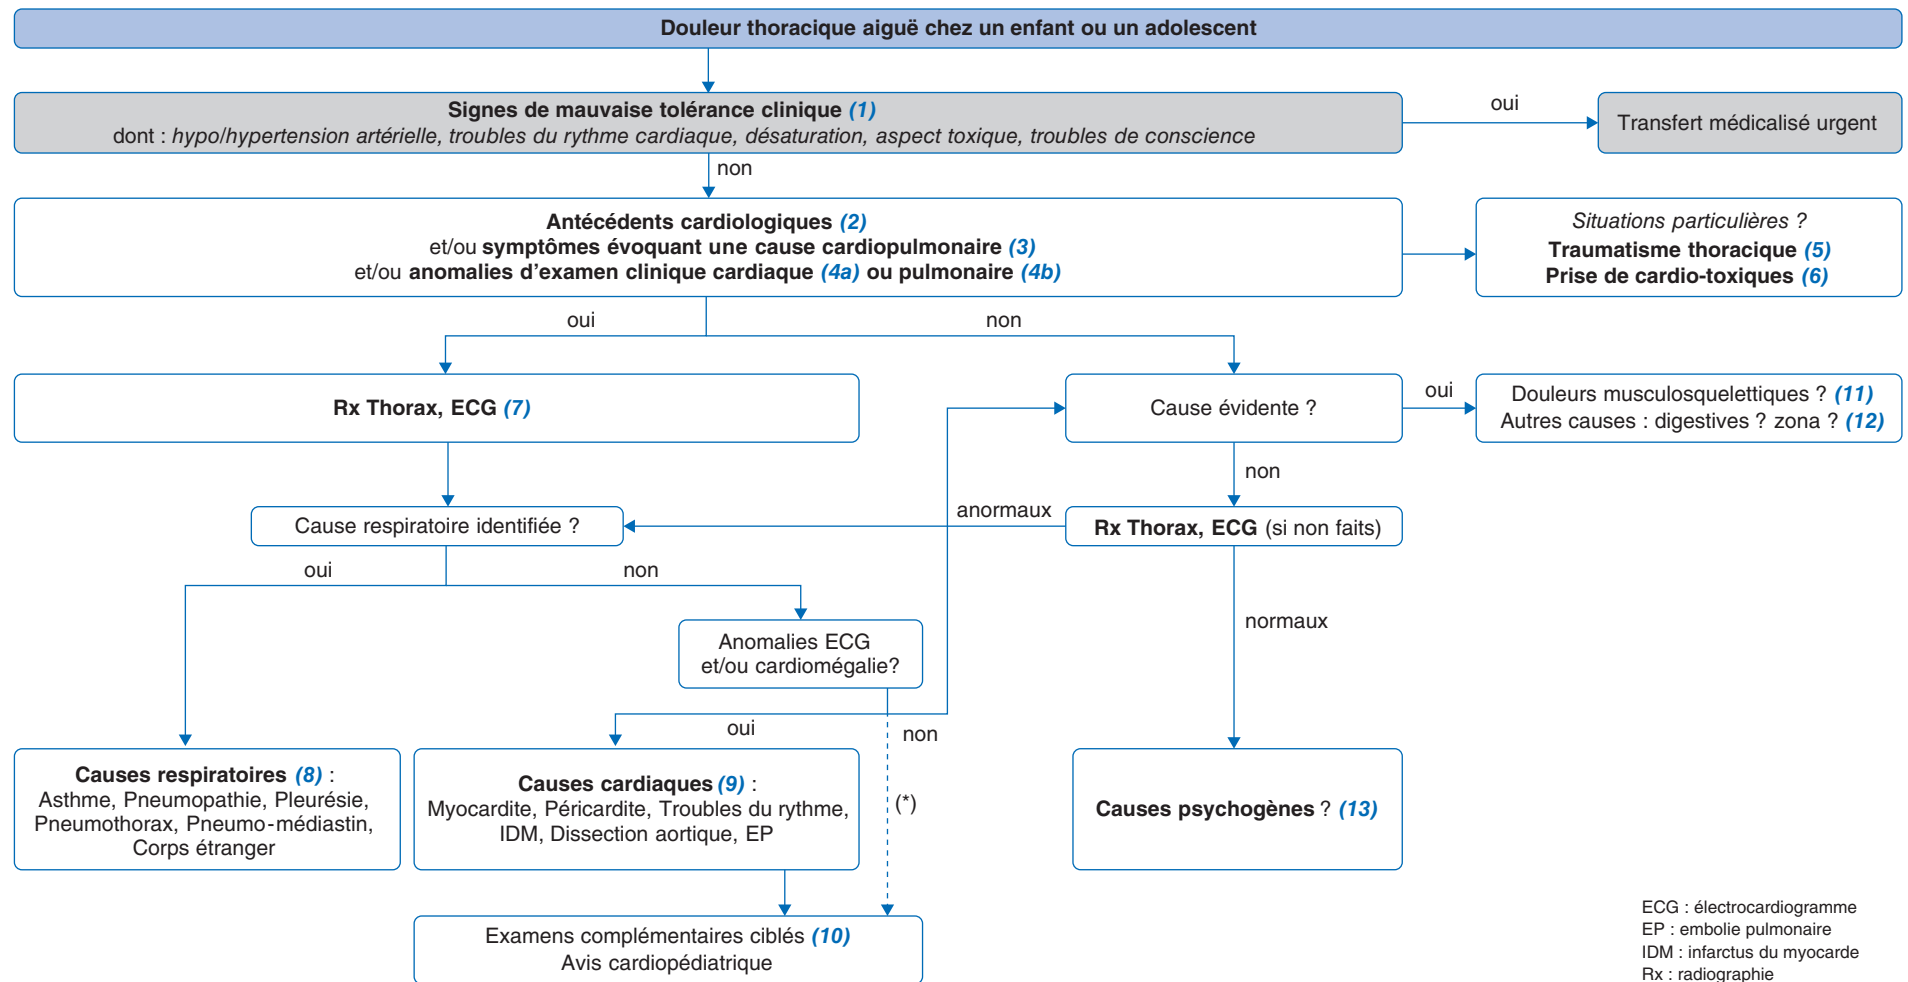 Douleur thoracique aiguë chez un enfant ou un adolescent
Signes de mauvaise tolérance clinique (1)
dont : hypo/hypertension artérielle, troubles du rythme cardiaque, désaturation, aspect toxique, troubles de conscience
oui
Transfert médicalisé urgent
non
Antécédents cardiologiques (2)
et/ou symptômes évoquant une cause cardiopulmonaire (3)
et/ou anomalies d'examen clinique cardiaque (4a) ou pulmonaire (4b)
Situations particulières ?
Traumatisme thoracique (5)
Prise de cardio-toxiques (6)
oui
non
Rx Thorax, ECG (7)
Cause évidente ?
oui
Douleurs musculosquelettiques ? (11)
Autres causes : digestives ? zona ? (12)
non
Cause respiratoire identifiée ?
anormaux
Rx Thorax, ECG (si non faits)
oui
non
normaux
Anomalies ECG
et/ou cardiomégalie?
oui
non
Causes respiratoires (8) :
Asthme, Pneumopathie, Pleurésie,
Pneumothorax, Pneumo-médiastin,
Corps étranger
Causes cardiaques (9) :
Myocardite, Péricardite, Troubles du rythme,
IDM, Dissection aortique, EP
(*)
Causes psychogènes ? (13)
Examens complémentaires ciblés (10)
Avis cardiopédiatrique
ECG : électrocardiogramme
EP : embolie pulmonaire
IDM : infarctus du myocarde
Rx : radiographie